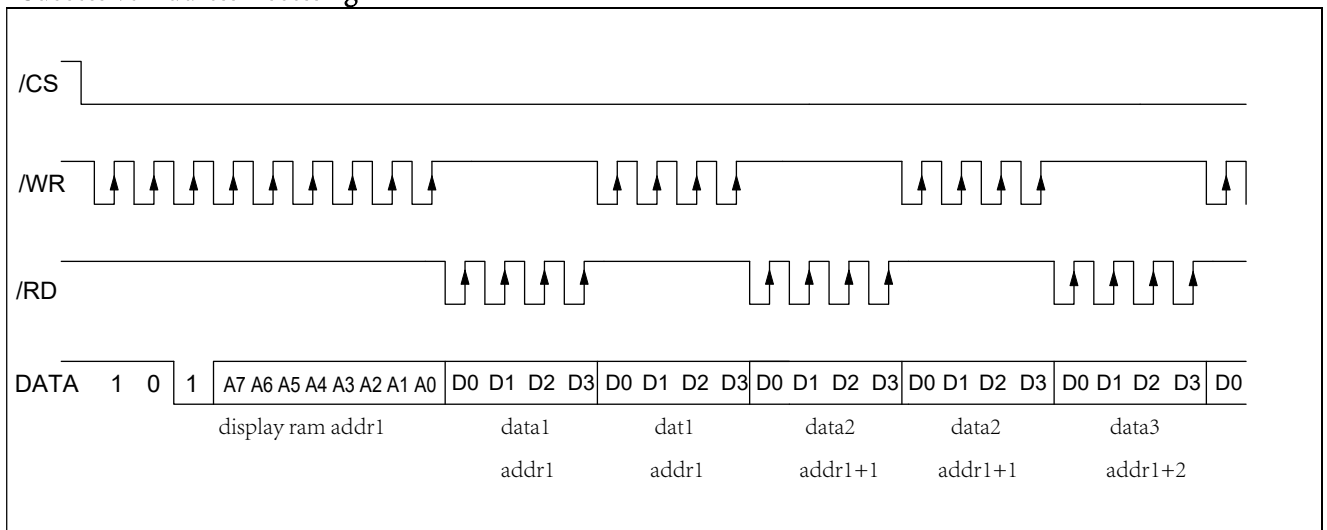 /CS
/WR
/RD
DATA 1 0 1 A7 A6 A5 A4 A3 A2 A1 A0 D0 D1 D2 D3 D0 D1 D2 D3 D0 D1 D2 D3 D0 D1 D2 D3 D0 D1 D2 D3 D0
display ram addr1 data1 dat1 data2 data2 data3
addr1 addr1 addr1+1 addr1+1 addr1+2